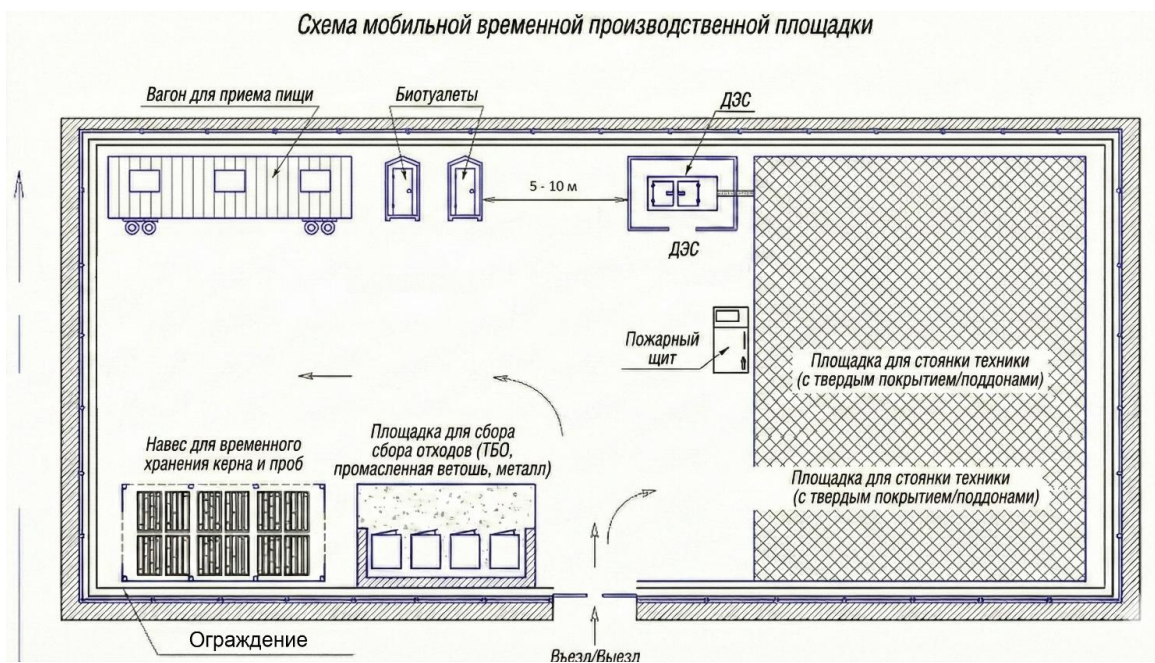 Схема мобильной временной производственной площадки
Вагон для приема пищи
Биотуалеты
ДЭС
5 - 10 м
ДЭС
Пожарный
щит
Площадка для стоянки техники
(с твердым покрытием/поддонами)
Навес для временного
хранения керна и проб
Площадка для сбора
сбора отходов (ТБО,
промасленная ветошь, металл)
Площадка для стоянки техники
(с твердым покрытием/поддонами)
Ограждение
Въезд/Выезд